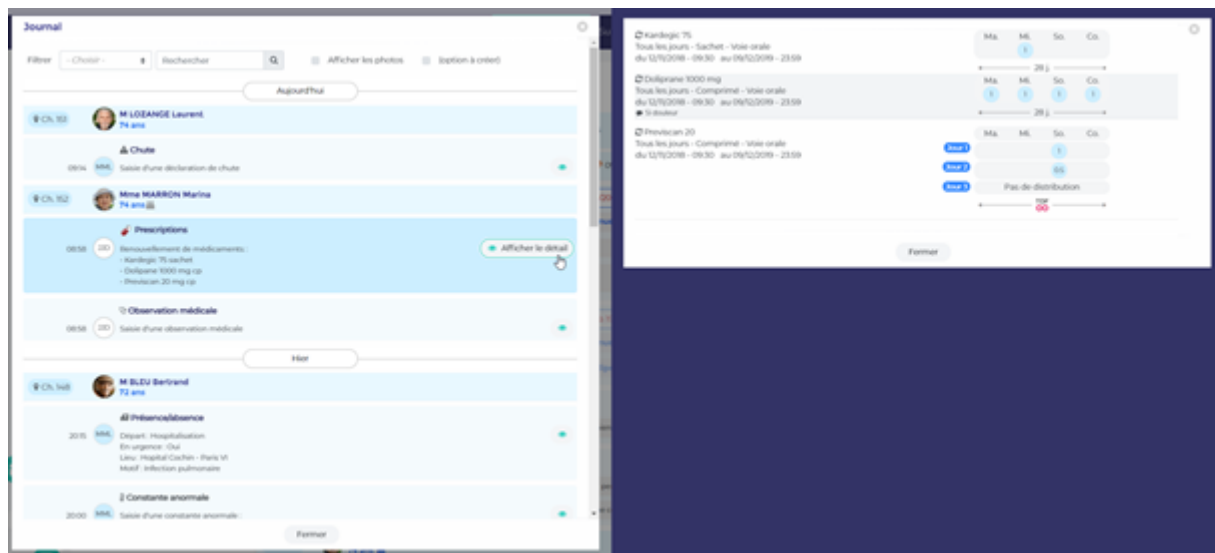 Journal
Filtrer - Choisir - Rechercher Afficher les photos (option à créer)
Aujourd'hui
Ch. 151 M LOZANGE Laurent
74 ans
Chute
09:14 MML Saisie d'une déclaration de chute
Ch. 152 Mme MARRON Marina
74 ans
Prescriptions
08:58 DD Renouvellement de médicaments :
Afficher le détail
- Kardegic 75 sachet
- Dolipane 1000 mg cp
- Previscan 20 mg cp
Observation médicale
08:58 DD Saisie d'une observation médicale
Hier
Ch. 148 M BLEU Bertrand
72 ans
Présence/absence
20:15 MML Départ : Hospitalisation
En urgence : Oui
Lieu : Hopital Cochin - Paris VI
Motif : Infection pulmonaire
Constante anormale
20:00 MML Saisie d'une constante anormale :
Fermer
Kardegic 75 Ma. Mi. So. Co.
Tous les jours - Sachet - Voie orale 1
du 12/11/2018 - 09:30 au 09/12/2019 - 23:59
28 j.
Doliprane 1000 mg Ma. Mi. So. Co.
Tous les jours - Comprimé - Voie orale 1 1 1 1
du 12/11/2018 - 09:30 au 09/12/2019 - 23:59
Si douleur 28 j.
Previscan 20 Ma. Mi. So. Co.
Tous les jours - Comprimé - Voie orale Jour 1 1
du 12/11/2018 - 09:30 au 09/12/2019 - 23:59
Jour 2 0.5
Jour 3 Pas de distribution
Fermer